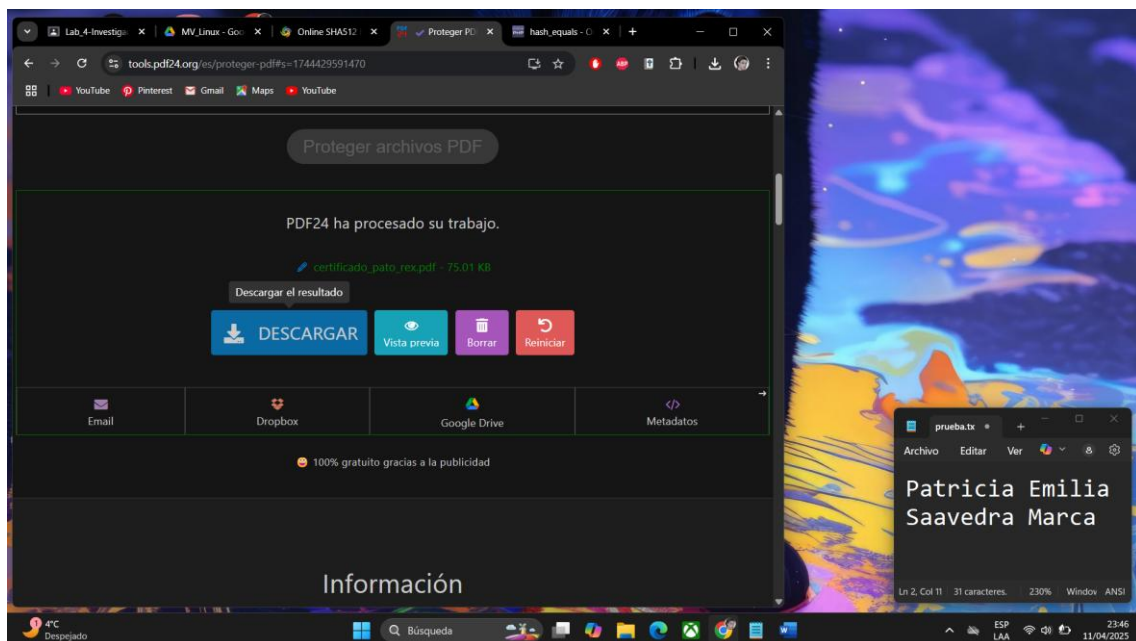 Lab_4-Investiga
MV_Linux - Goo
Online SHA512
Proteger PD
hash_equals - O
tools.pdf24.org/es/proteger-pdf#s=1744429591470
YouTube
Pinterest
Gmail
Maps
YouTube
Proteger archivos PDF
PDF24 ha procesado su trabajo.
certificado_pato_rex.pdf - 75.01 KB
Descargar el resultado
DESCARGAR
Vista previa
Borrar
Reiniciar
Email
Dropbox
Google Drive
Metadatos
100% gratuito gracias a la publicidad
Información
prueba.tx
Archivo Editar Ver
Patricia Emilia
Saavedra Marca
Ln 2, Col 11 31 caracteres. 230% Window ANSI
4°C
Despejado
Búsqueda
ESP
LAA
23:46
11/04/2025